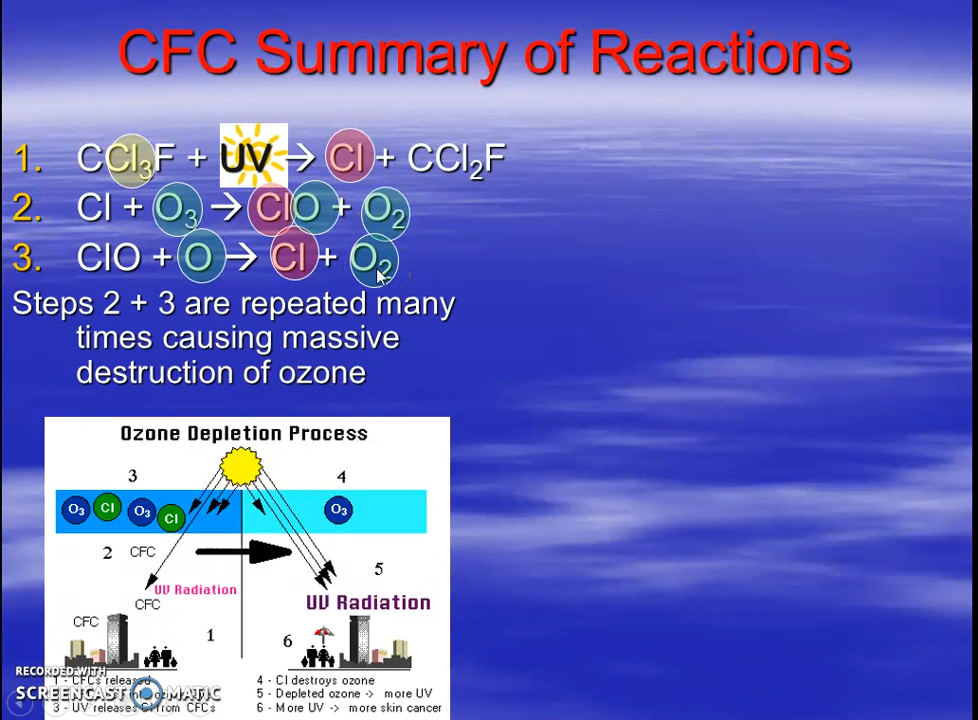 CFC Summary of Reactions
1. CCl₃F + UV → Cl + CCl₂F
2. Cl + O₃ → ClO + O₂
3. ClO + O → Cl + O₂
Steps 2 + 3 are repeated many
times causing massive
destruction of ozone
Ozone Depletion Process
3 4
O₃ Cl O₃ Cl O₃
2 CFC
5
UV Radiation
CFC UV Radiation
CFC
1 6
RECORDED WITH
SCREENCAST MATIC
1 - CFCs released
3 - UV releases Cl from CFCs
4 - Cl destroys ozone
5 - Depleted ozone -> more UV
6 - More UV -> more skin cancer